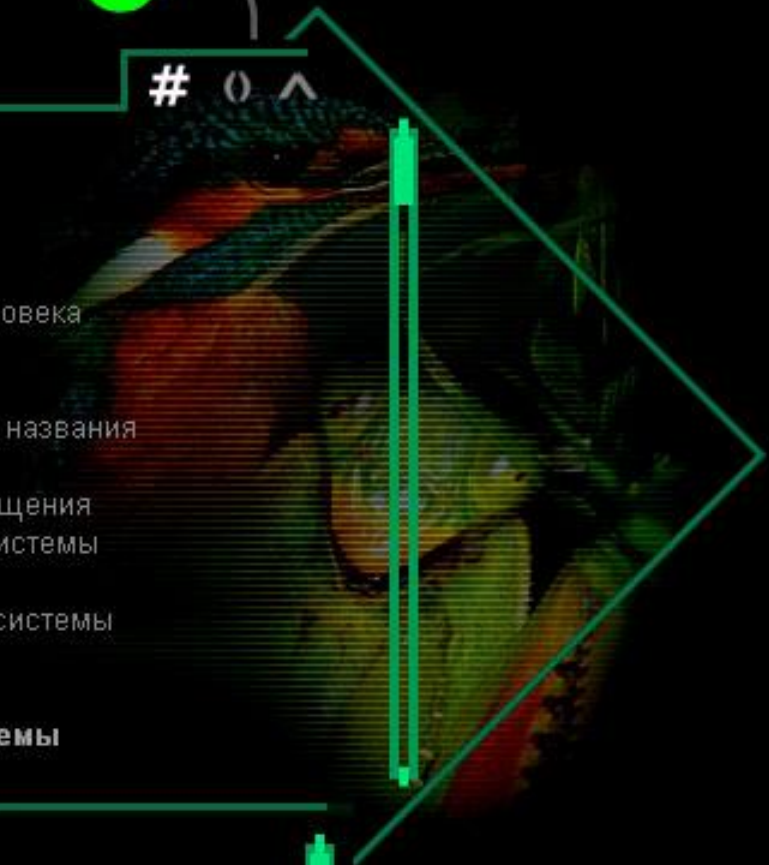 # () ^
овека
названия
щения
истемы
системы
емы